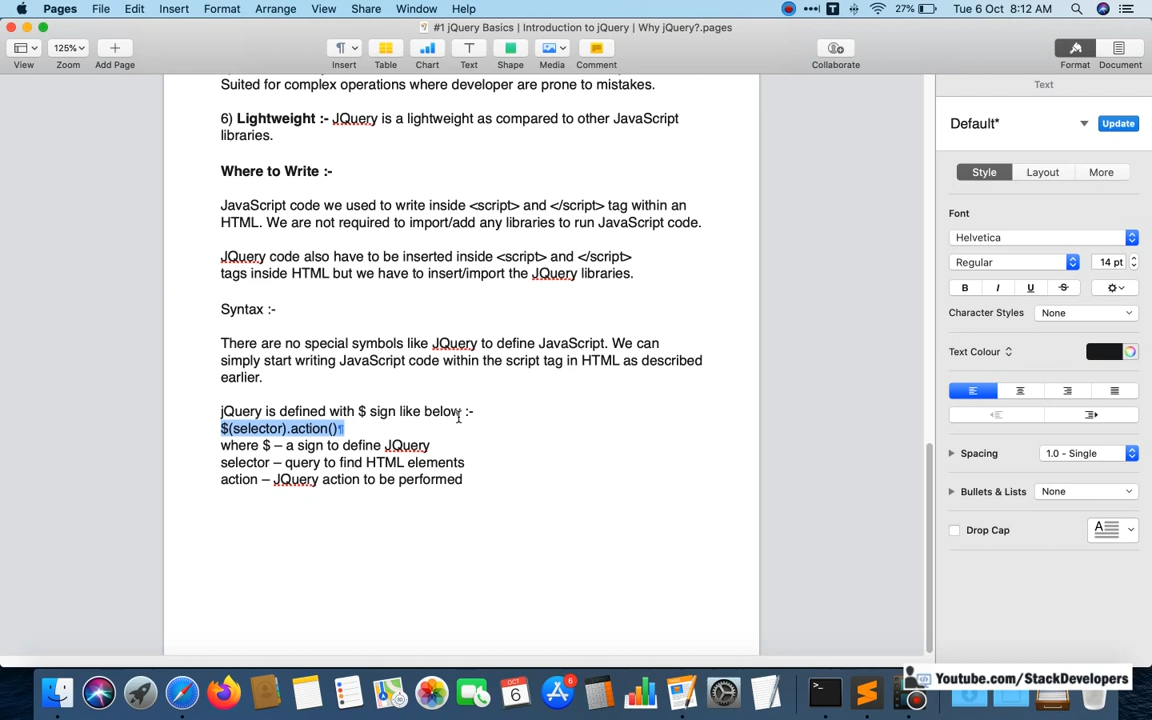 Pages File Edit Insert Format Arrange View Share Window Help 27% Tue 6 Oct 8:12 AM
#1 jQuery Basics | Introduction to jQuery | Why jQuery?.pages
125%
View Zoom Add Page Insert Table Chart Text Shape Media Comment Collaborate Format Document
Suited for complex operations where developer are prone to mistakes.
6) Lightweight :- JQuery is a lightweight as compared to other JavaScript
libraries.
Where to Write :-
JavaScript code we used to write inside <script> and </script> tag within an
HTML. We are not required to import/add any libraries to run JavaScript code.
JQuery code also have to be inserted inside <script> and </script>
tags inside HTML but we have to insert/import the JQuery libraries.
Syntax :-
There are no special symbols like JQuery to define JavaScript. We can
simply start writing JavaScript code within the script tag in HTML as described
earlier.
jQuery is defined with $ sign like below :-
$(selector).action()¶
where $ – a sign to define JQuery
selector – query to find HTML elements
action – JQuery action to be performed
Text
Default*
Update
Style Layout More
Font
Helvetica
Regular 14 pt
B I U S
Character Styles None
Text Colour
Spacing 1.0 - Single
Bullets & Lists None
Drop Cap
Youtube.com/StackDevelopers
OCT
6
6